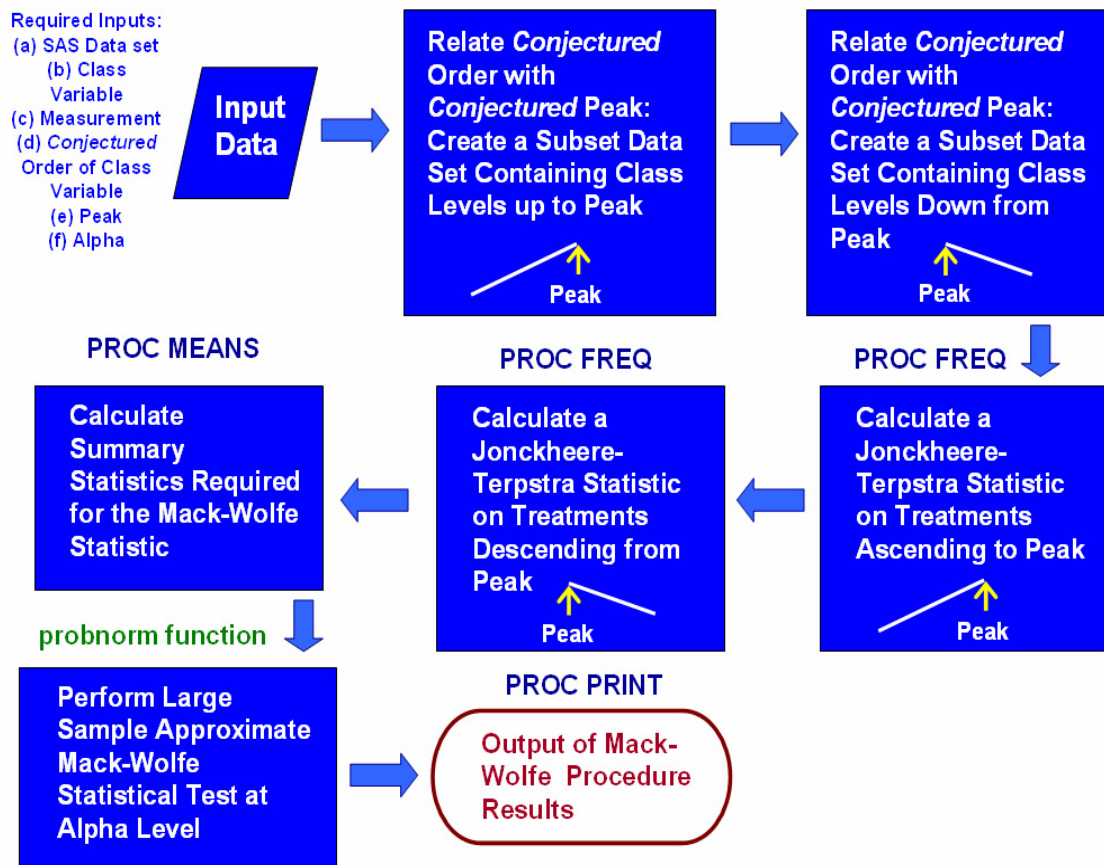 Required Inputs:
(a) SAS Data set
(b) Class
Variable
(c) Measurement
(d) Conjectured
Order of Class
Variable
(e) Peak
(f) Alpha
Input
Data
Relate Conjectured
Order with
Conjectured Peak:
Create a Subset Data
Set Containing Class
Levels up to Peak
Peak
Relate Conjectured
Order with
Conjectured Peak:
Create a Subset Data
Set Containing Class
Levels Down from
Peak
Peak
PROC FREQ
Calculate a
Jonckheere-
Terpstra Statistic
on Treatments
Ascending to Peak
Peak
PROC FREQ
Calculate a
Jonckheere-
Terpstra Statistic
on Treatments
Descending from
Peak
Peak
PROC MEANS
Calculate
Summary
Statistics Required
for the Mack-Wolfe
Statistic
probnorm function
Perform Large
Sample Approximate
Mack-Wolfe
Statistical Test at
Alpha Level
PROC PRINT
Output of Mack-
Wolfe Procedure
Results